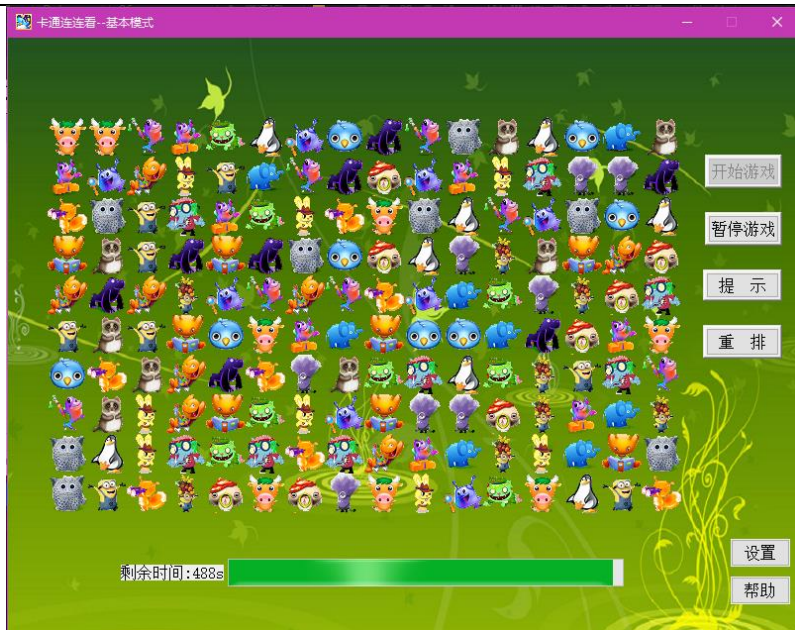 卡通连连看--基本模式
开始游戏
暂停游戏
提 示
重 排
剩余时间:488s
设置
帮助